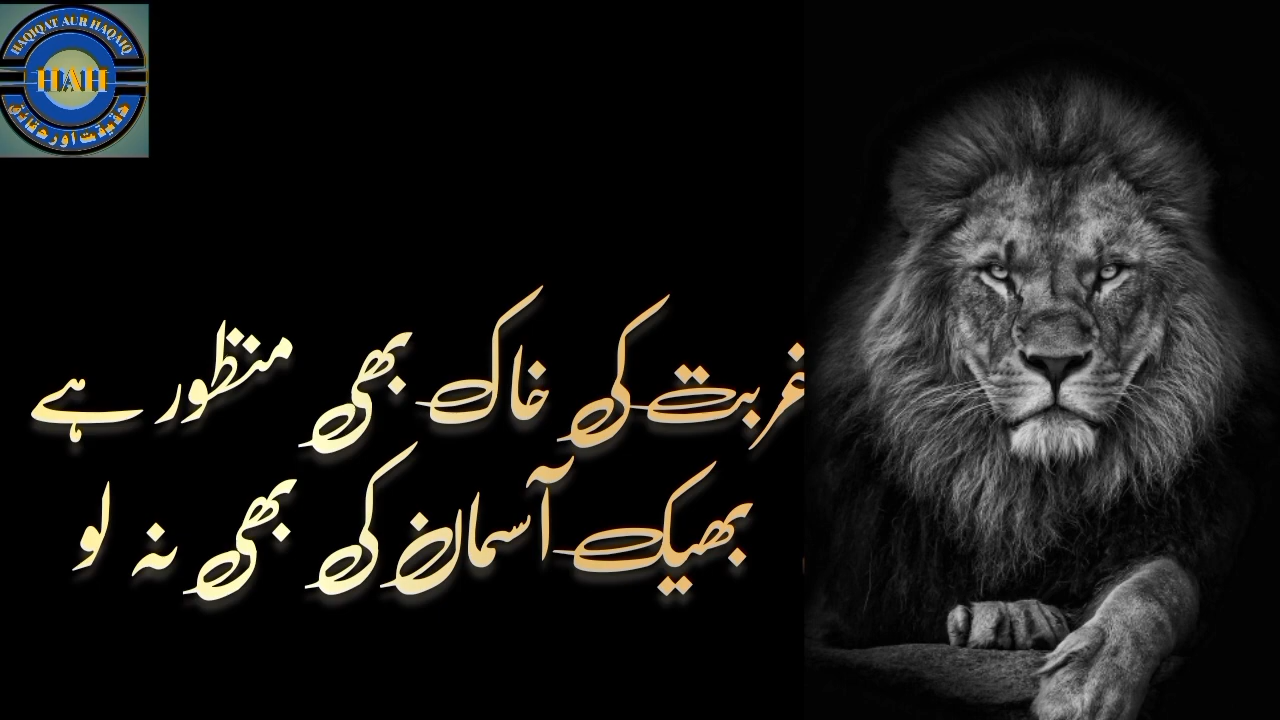 HAQIQAT AUR HAQAIQ
HAH
حقیقت اور حقائق
غربت کی خاک بھی منظور ہے
بھیک آسمان کی بھی نہ لو